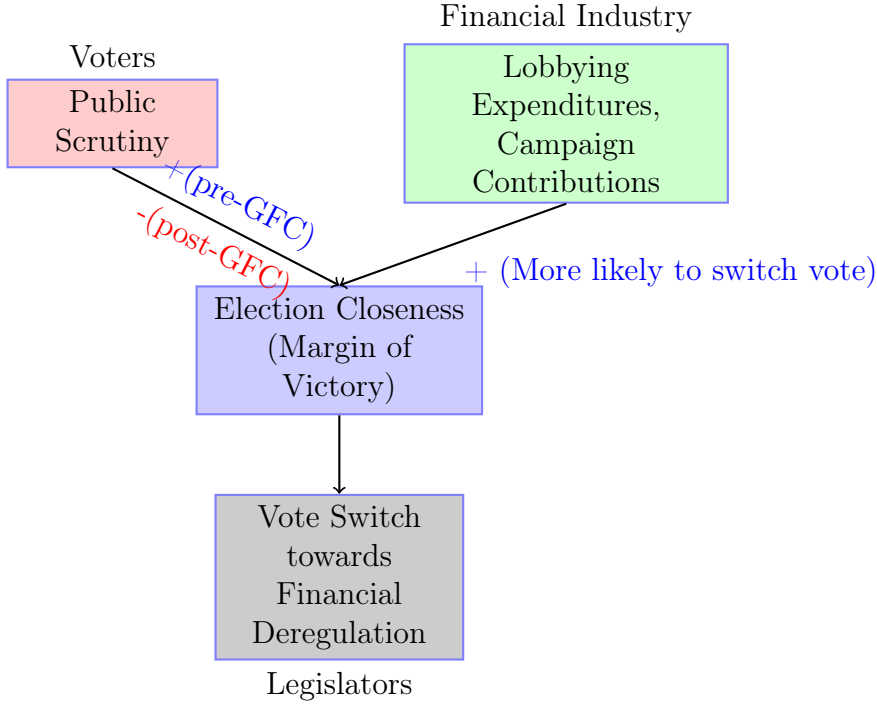 Financial Industry
Voters
Lobbying
Expenditures,
Campaign
Contributions
Public
Scrutiny
+(pre-GFC)
-(post-GFC)
+ (More likely to switch vote)
Election Closeness
(Margin of
Victory)
Vote Switch
towards
Financial
Deregulation
Legislators